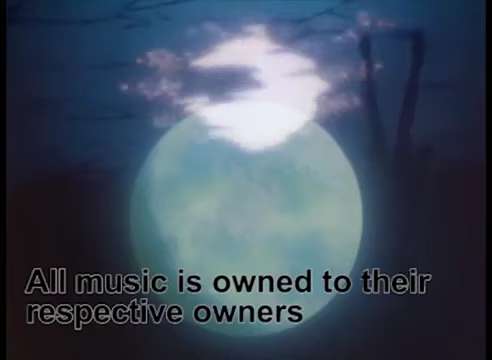 All music is owned to their
respective owners